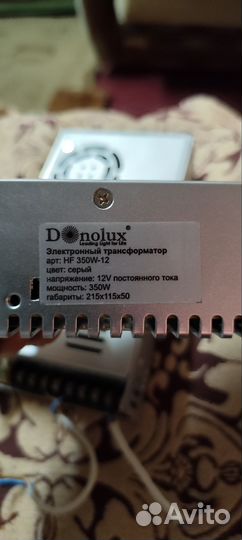 Donolux
Leading Light for Life
Электронный трансформатор
арт: HF 350W-12
цвет: серый
напряжение: 12V постоянного тока
мощность: 350W
габариты: 215x115x50
Avito